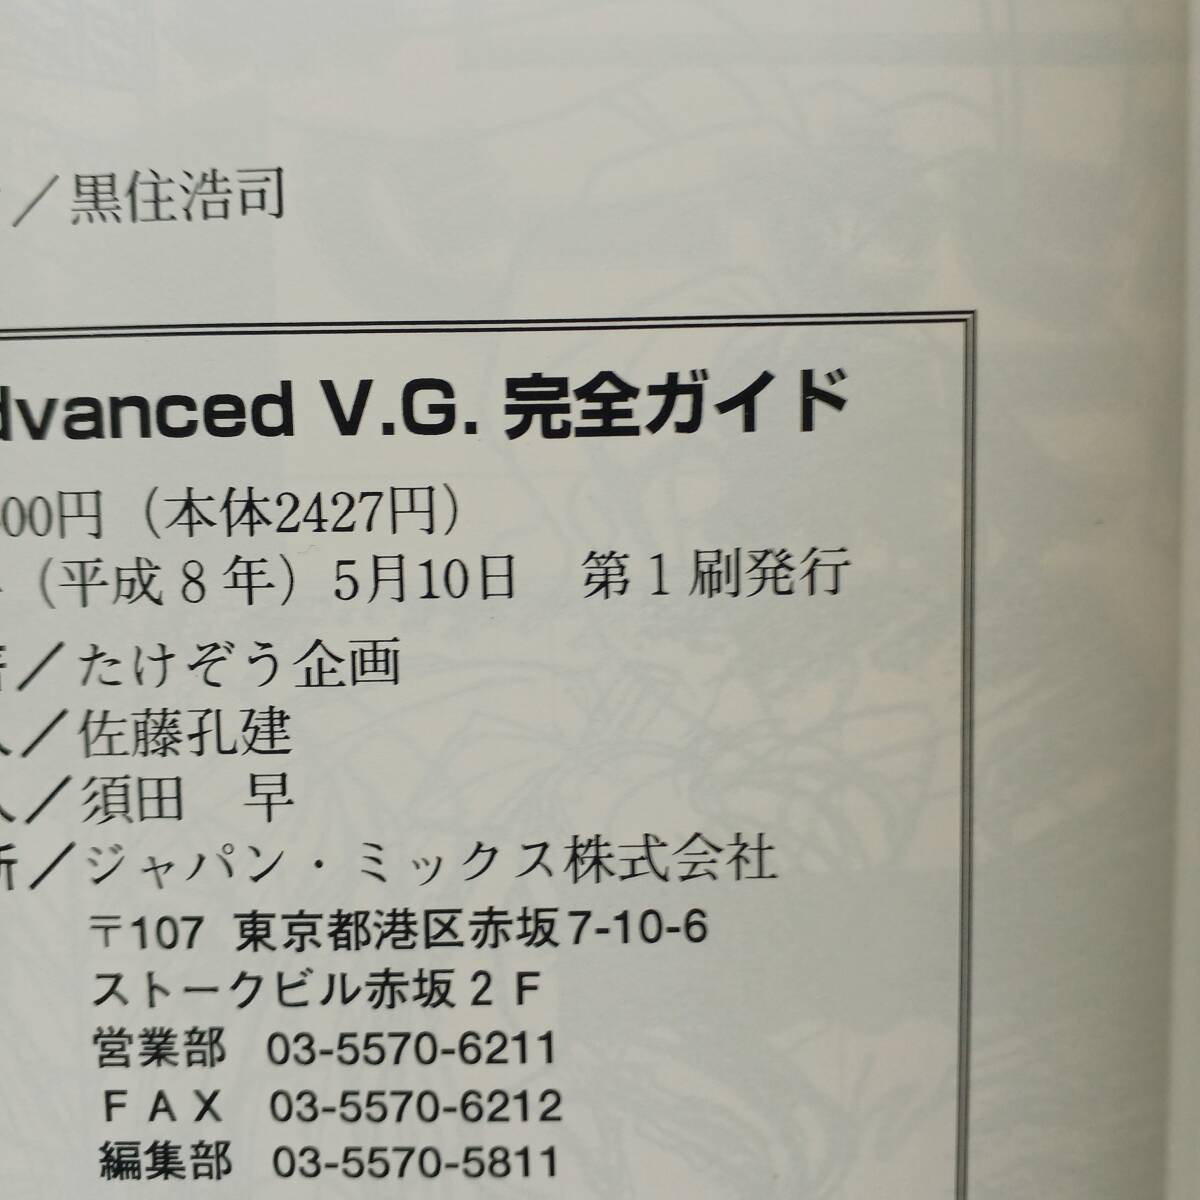 ／黒住浩司
dvanced V.G. 完全ガイド
00円（本体2427円）
（平成8年）5月10日　第1刷発行
／たけぞう企画
人／佐藤孔建
人／須田　早
所／ジャパン・ミックス株式会社
〒107 東京都港区赤坂7-10-6
ストークビル赤坂2F
営業部　03-5570-6211
FAX　03-5570-6212
編集部　03-5570-5811